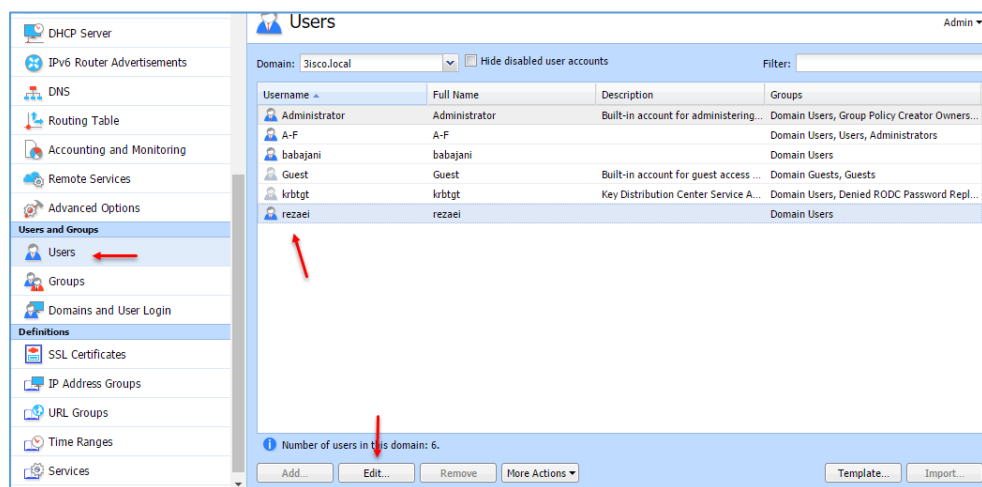 DHCP Server
IPv6 Router Advertisements
DNS
Routing Table
Accounting and Monitoring
Remote Services
Advanced Options
Users and Groups
Users
Groups
Domains and User Login
Definitions
SSL Certificates
IP Address Groups
URL Groups
Time Ranges
Services
Users
Admin
Domain: 3isco.local Hide disabled user accounts Filter:
Username Full Name Description Groups
Administrator Administrator Built-in account for administering... Domain Users, Group Policy Creator Owners...
A-F A-F Domain Users, Users, Administrators
babajani babajani Domain Users
Guest Guest Built-in account for guest access ... Domain Guests, Guests
krbtgt krbtgt Key Distribution Center Service A... Domain Users, Denied RODC Password Repl...
rezaei rezaei Domain Users
Number of users in this domain: 6.
Add... Edit... Remove More Actions Template... Import...